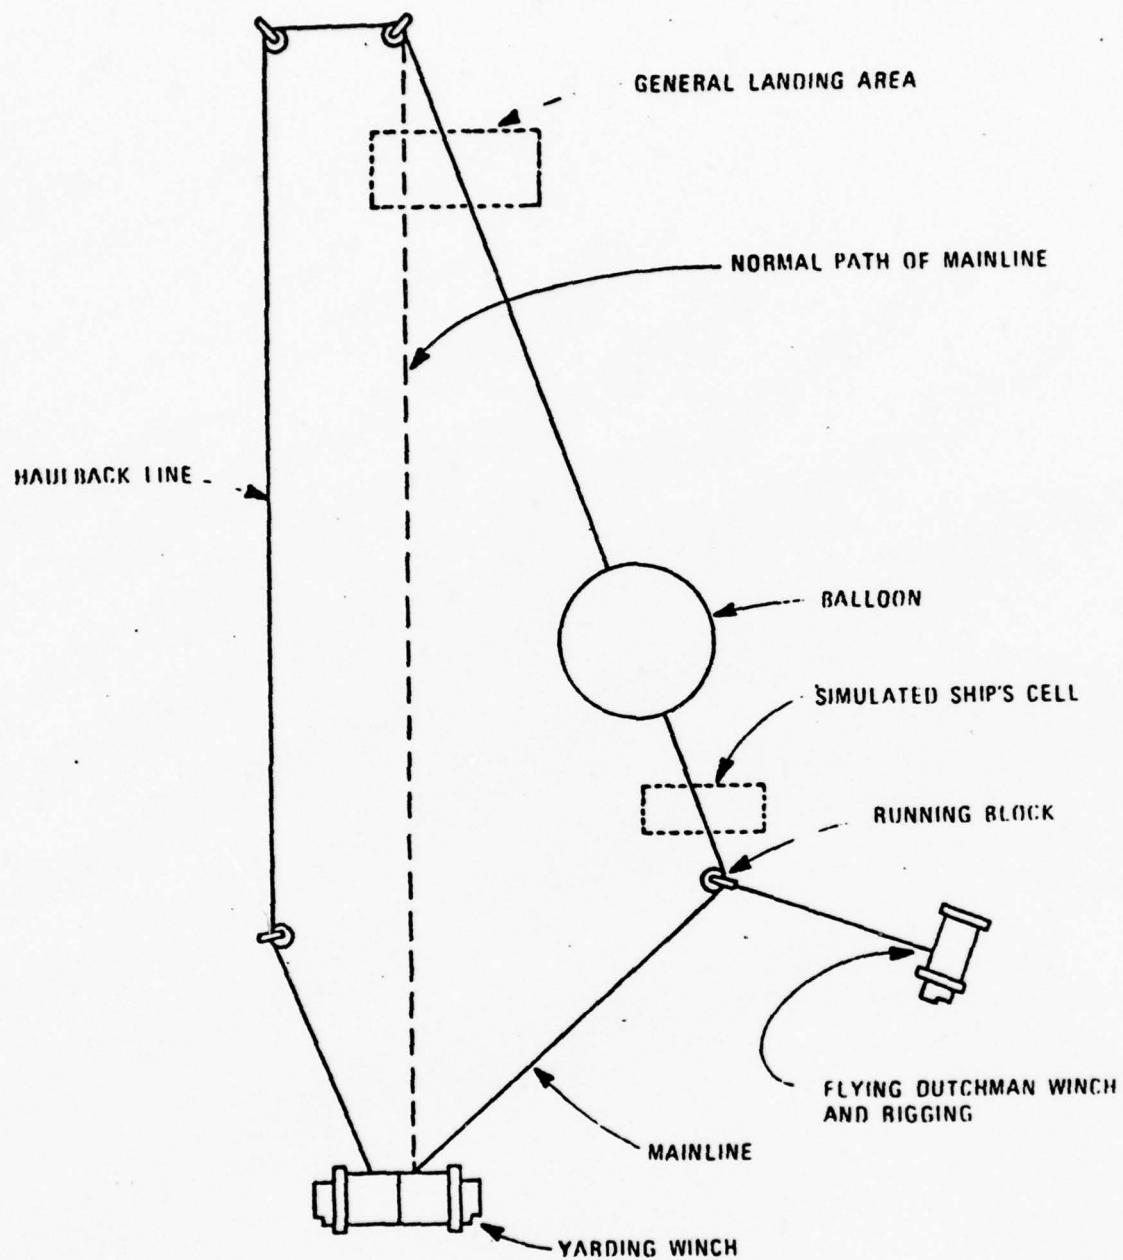 GENERAL LANDING AREA
NORMAL PATH OF MAINLINE
HAULBACK LINE
BALLOON
SIMULATED SHIP'S CELL
RUNNING BLOCK
FLYING DUTCHMAN WINCH
AND RIGGING
MAINLINE
YARDING WINCH